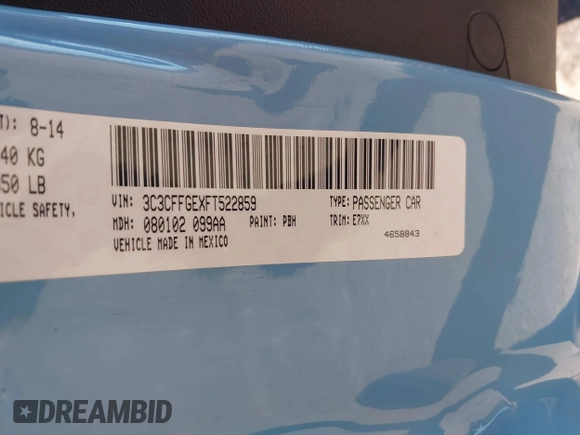 T): 8-14
40 KG
50 LB
ICLE SAFETY,
VIN: 3C3CFFGEXFT522859 TYPE: PASSENGER CAR
MDH: 080102 099AA PAINT: PBH TRIM: E7XX
VEHICLE MADE IN MEXICO 4658843
DREAMBID